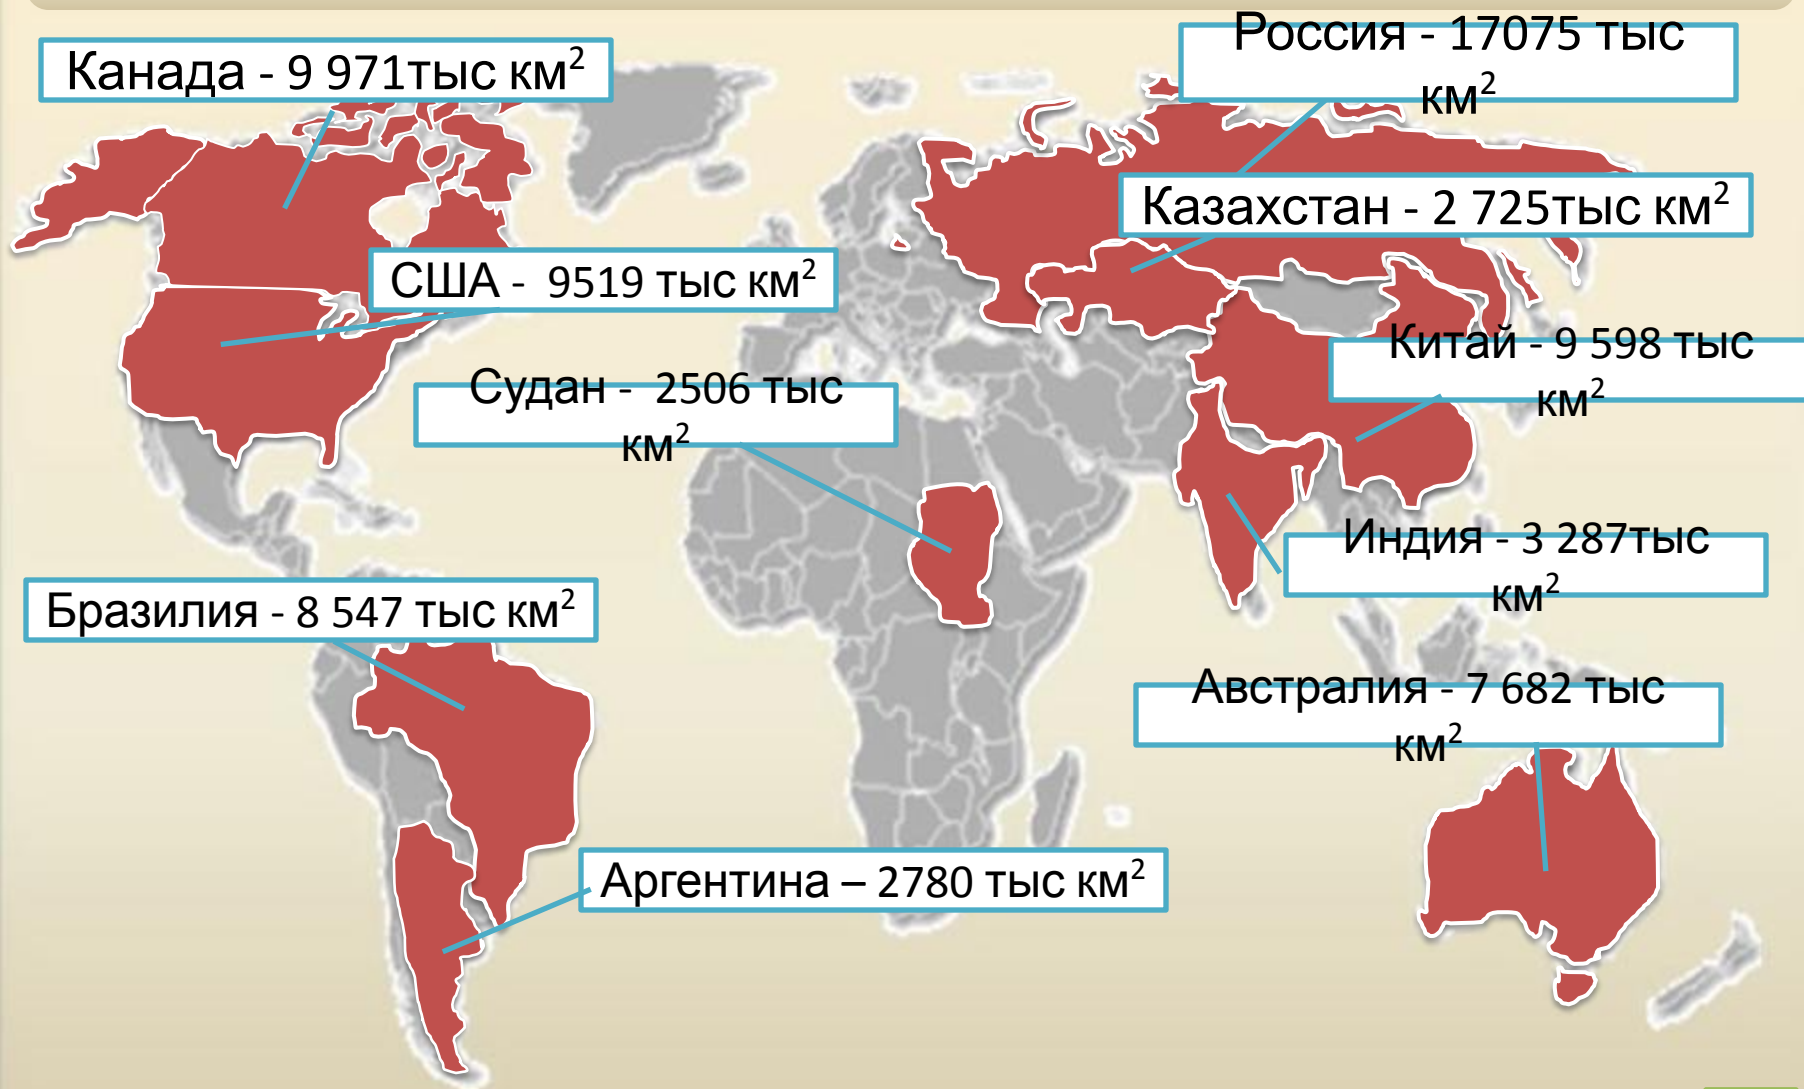 Россия - 17075 тыс
км²
Канада - 9 971тыс км²
Казахстан - 2 725тыс км²
США -  9519 тыс км²
Китай - 9 598 тыс
км²
Судан -  2506 тыс
км²
Индия - 3 287тыс
км²
Бразилия - 8 547 тыс км²
Австралия - 7 682 тыс
км²
Аргентина – 2780 тыс км²